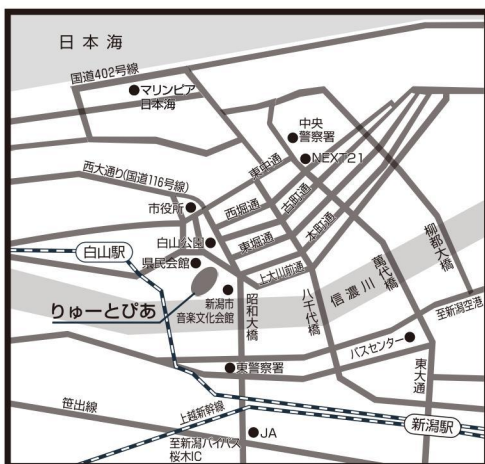 日本海
国道402号線
マリンピア
日本海
中央
警察署
NEXT21
東中通
西大通り(国道116号線)
市役所
西堀通
古町通
本町通
東堀通
上大川前通
白山駅
白山公園
県民会館
りゅーとぴあ
新潟市
音楽文化会館
昭和大橋
八千代橋
信濃川
萬代橋
柳都大橋
至新潟空港
バスセンター
東大通
東警察署
笹出線
上越新幹線
新潟駅
至新潟バイパス
桜木IC
JA